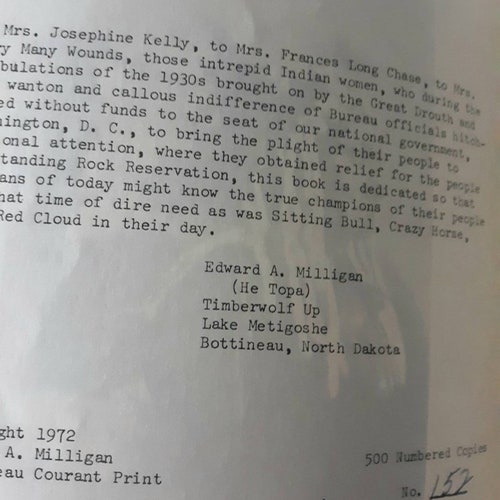 Mrs. Josephine Kelly, to Mrs. Frances Long Chase, to Mrs.
y Many Wounds, those intrepid Indian women, who during the
bulations of the 1930s brought on by the Great Drouth and
wanton and callous indifference of Bureau officials hitch-
ed without funds to the seat of our national government,
hington, D. C., to bring the plight of their people to
ional attention, where they obtained relief for the people
tanding Rock Reservation, this book is dedicated so that
ans of today might know the true champions of their people
hat time of dire need as was Sitting Bull, Crazy Horse,
Red Cloud in their day.
Edward A. Milligan
(He Topa)
Timberwolf Up
Lake Metigoshe
Bottineau, North Dakota
ght 1972
A. Milligan
eau Courant Print
500 Numbered Copies
No. 152